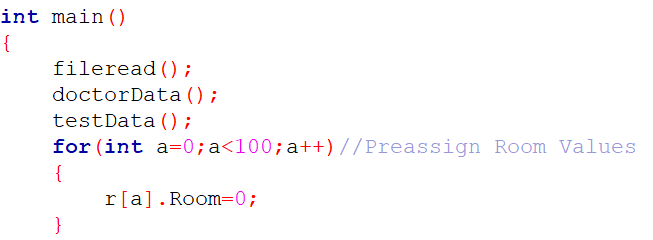 int main()
{
    fileread();
    doctorData();
    testData();
    for(int a=0;a<100;a++)//Preassign Room Values
    {
        r[a].Room=0;
    }